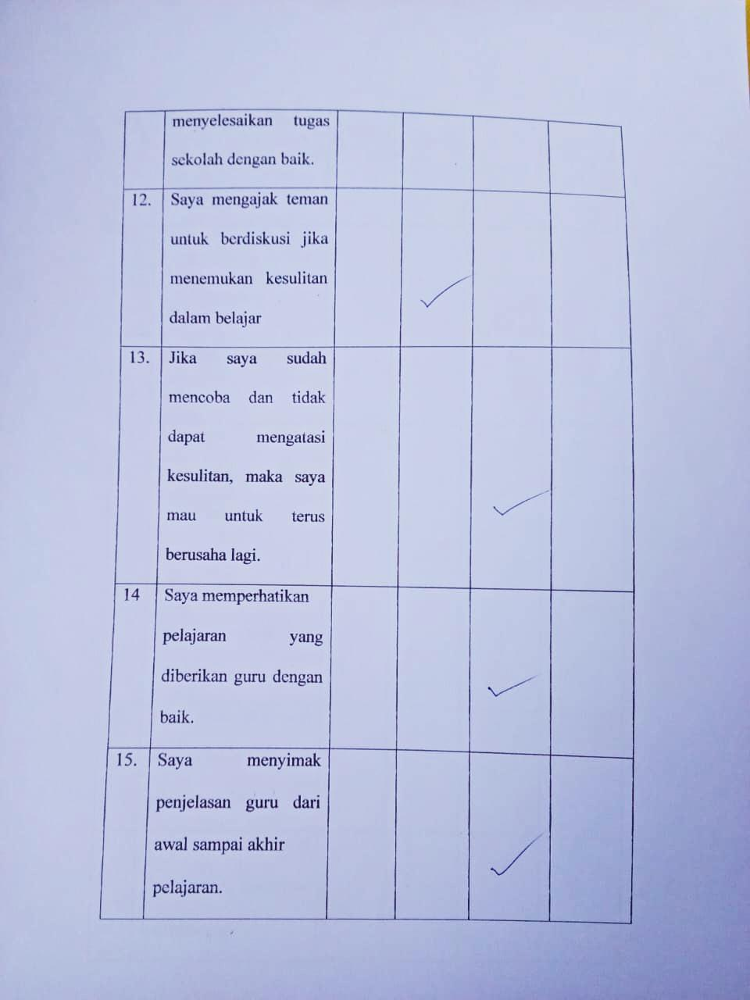 menyelesaikan tugas
sekolah dengan baik.
12. Saya mengajak teman
untuk berdiskusi jika
menemukan kesulitan
dalam belajar
13. Jika saya sudah
mencoba dan tidak
dapat mengatasi
kesulitan, maka saya
mau untuk terus
berusaha lagi.
14 Saya memperhatikan
pelajaran yang
diberikan guru dengan
baik.
15. Saya menyimak
penjelasan guru dari
awal sampai akhir
pelajaran.